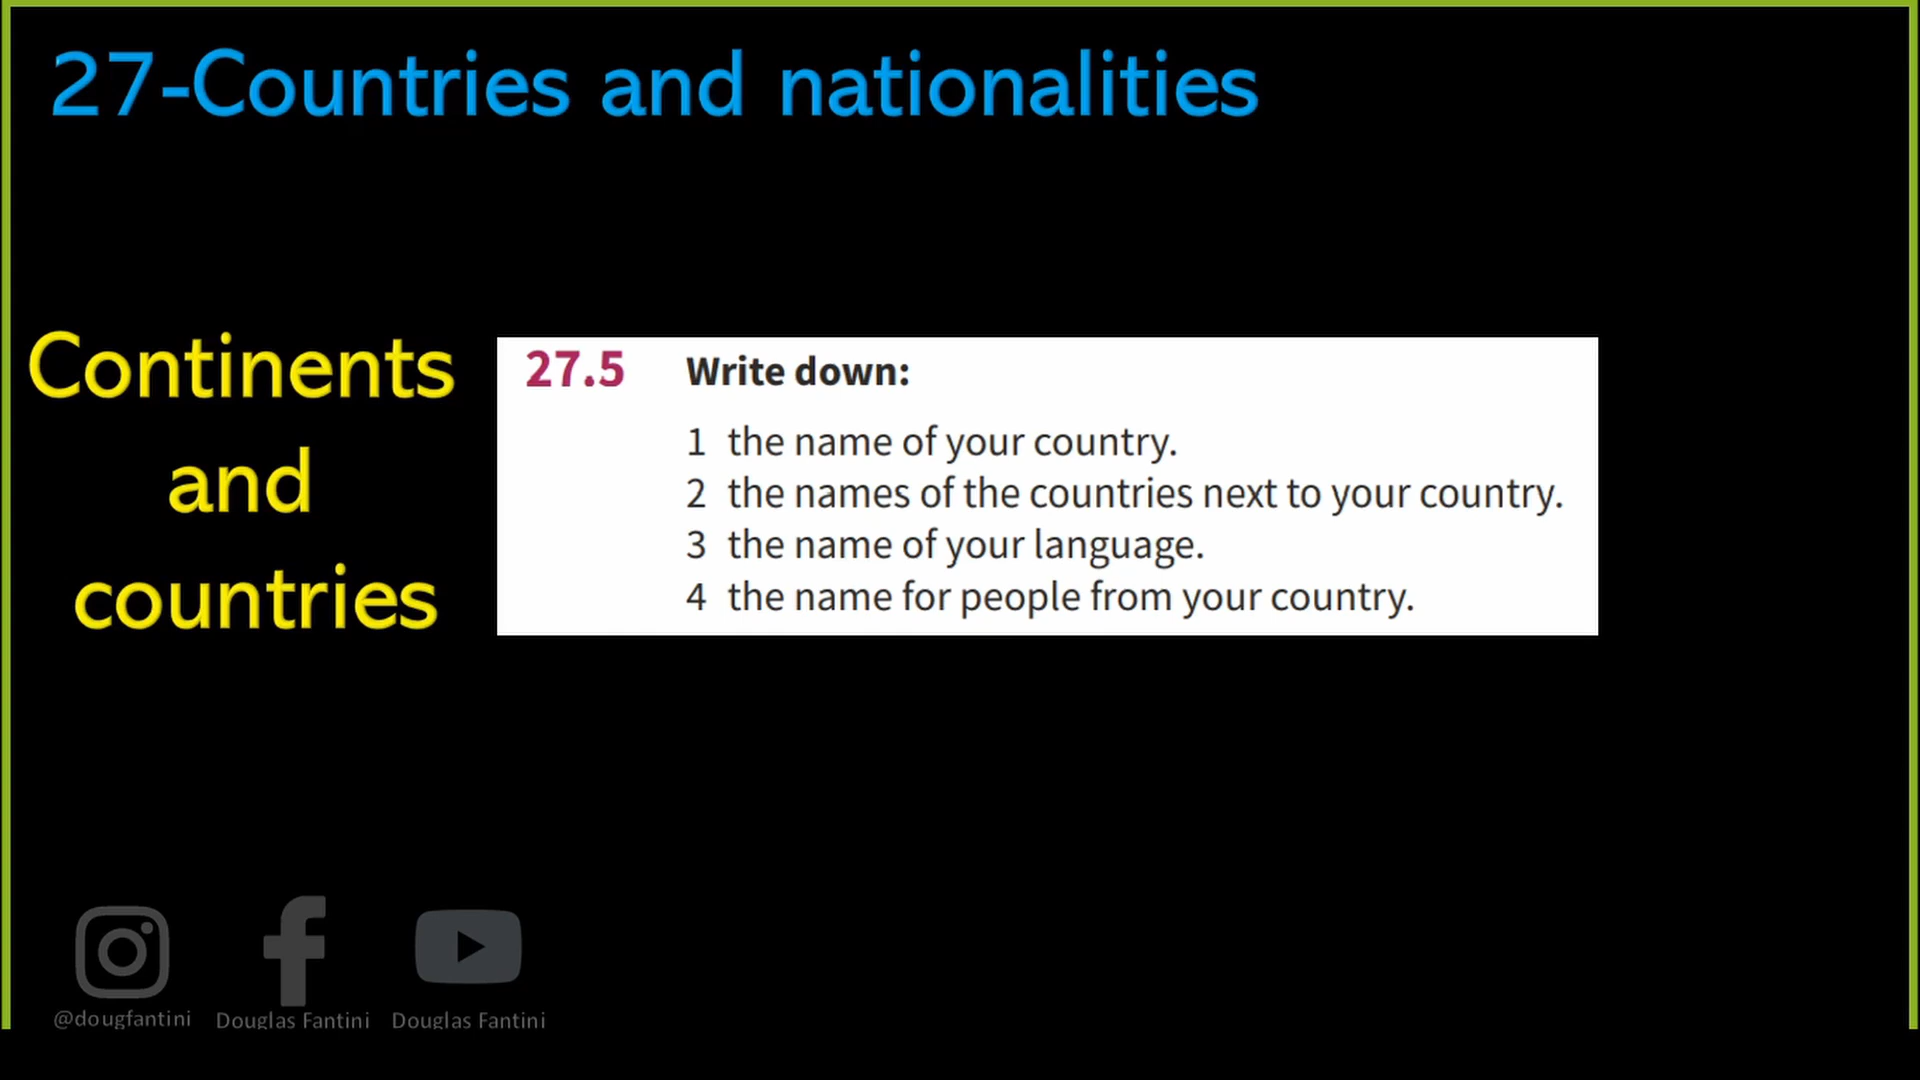 27-Countries and nationalities
Continents
and
countries
27.5 Write down:
1 the name of your country.
2 the names of the countries next to your country.
3 the name of your language.
4 the name for people from your country.
@dougfantini Douglas Fantini Douglas Fantini